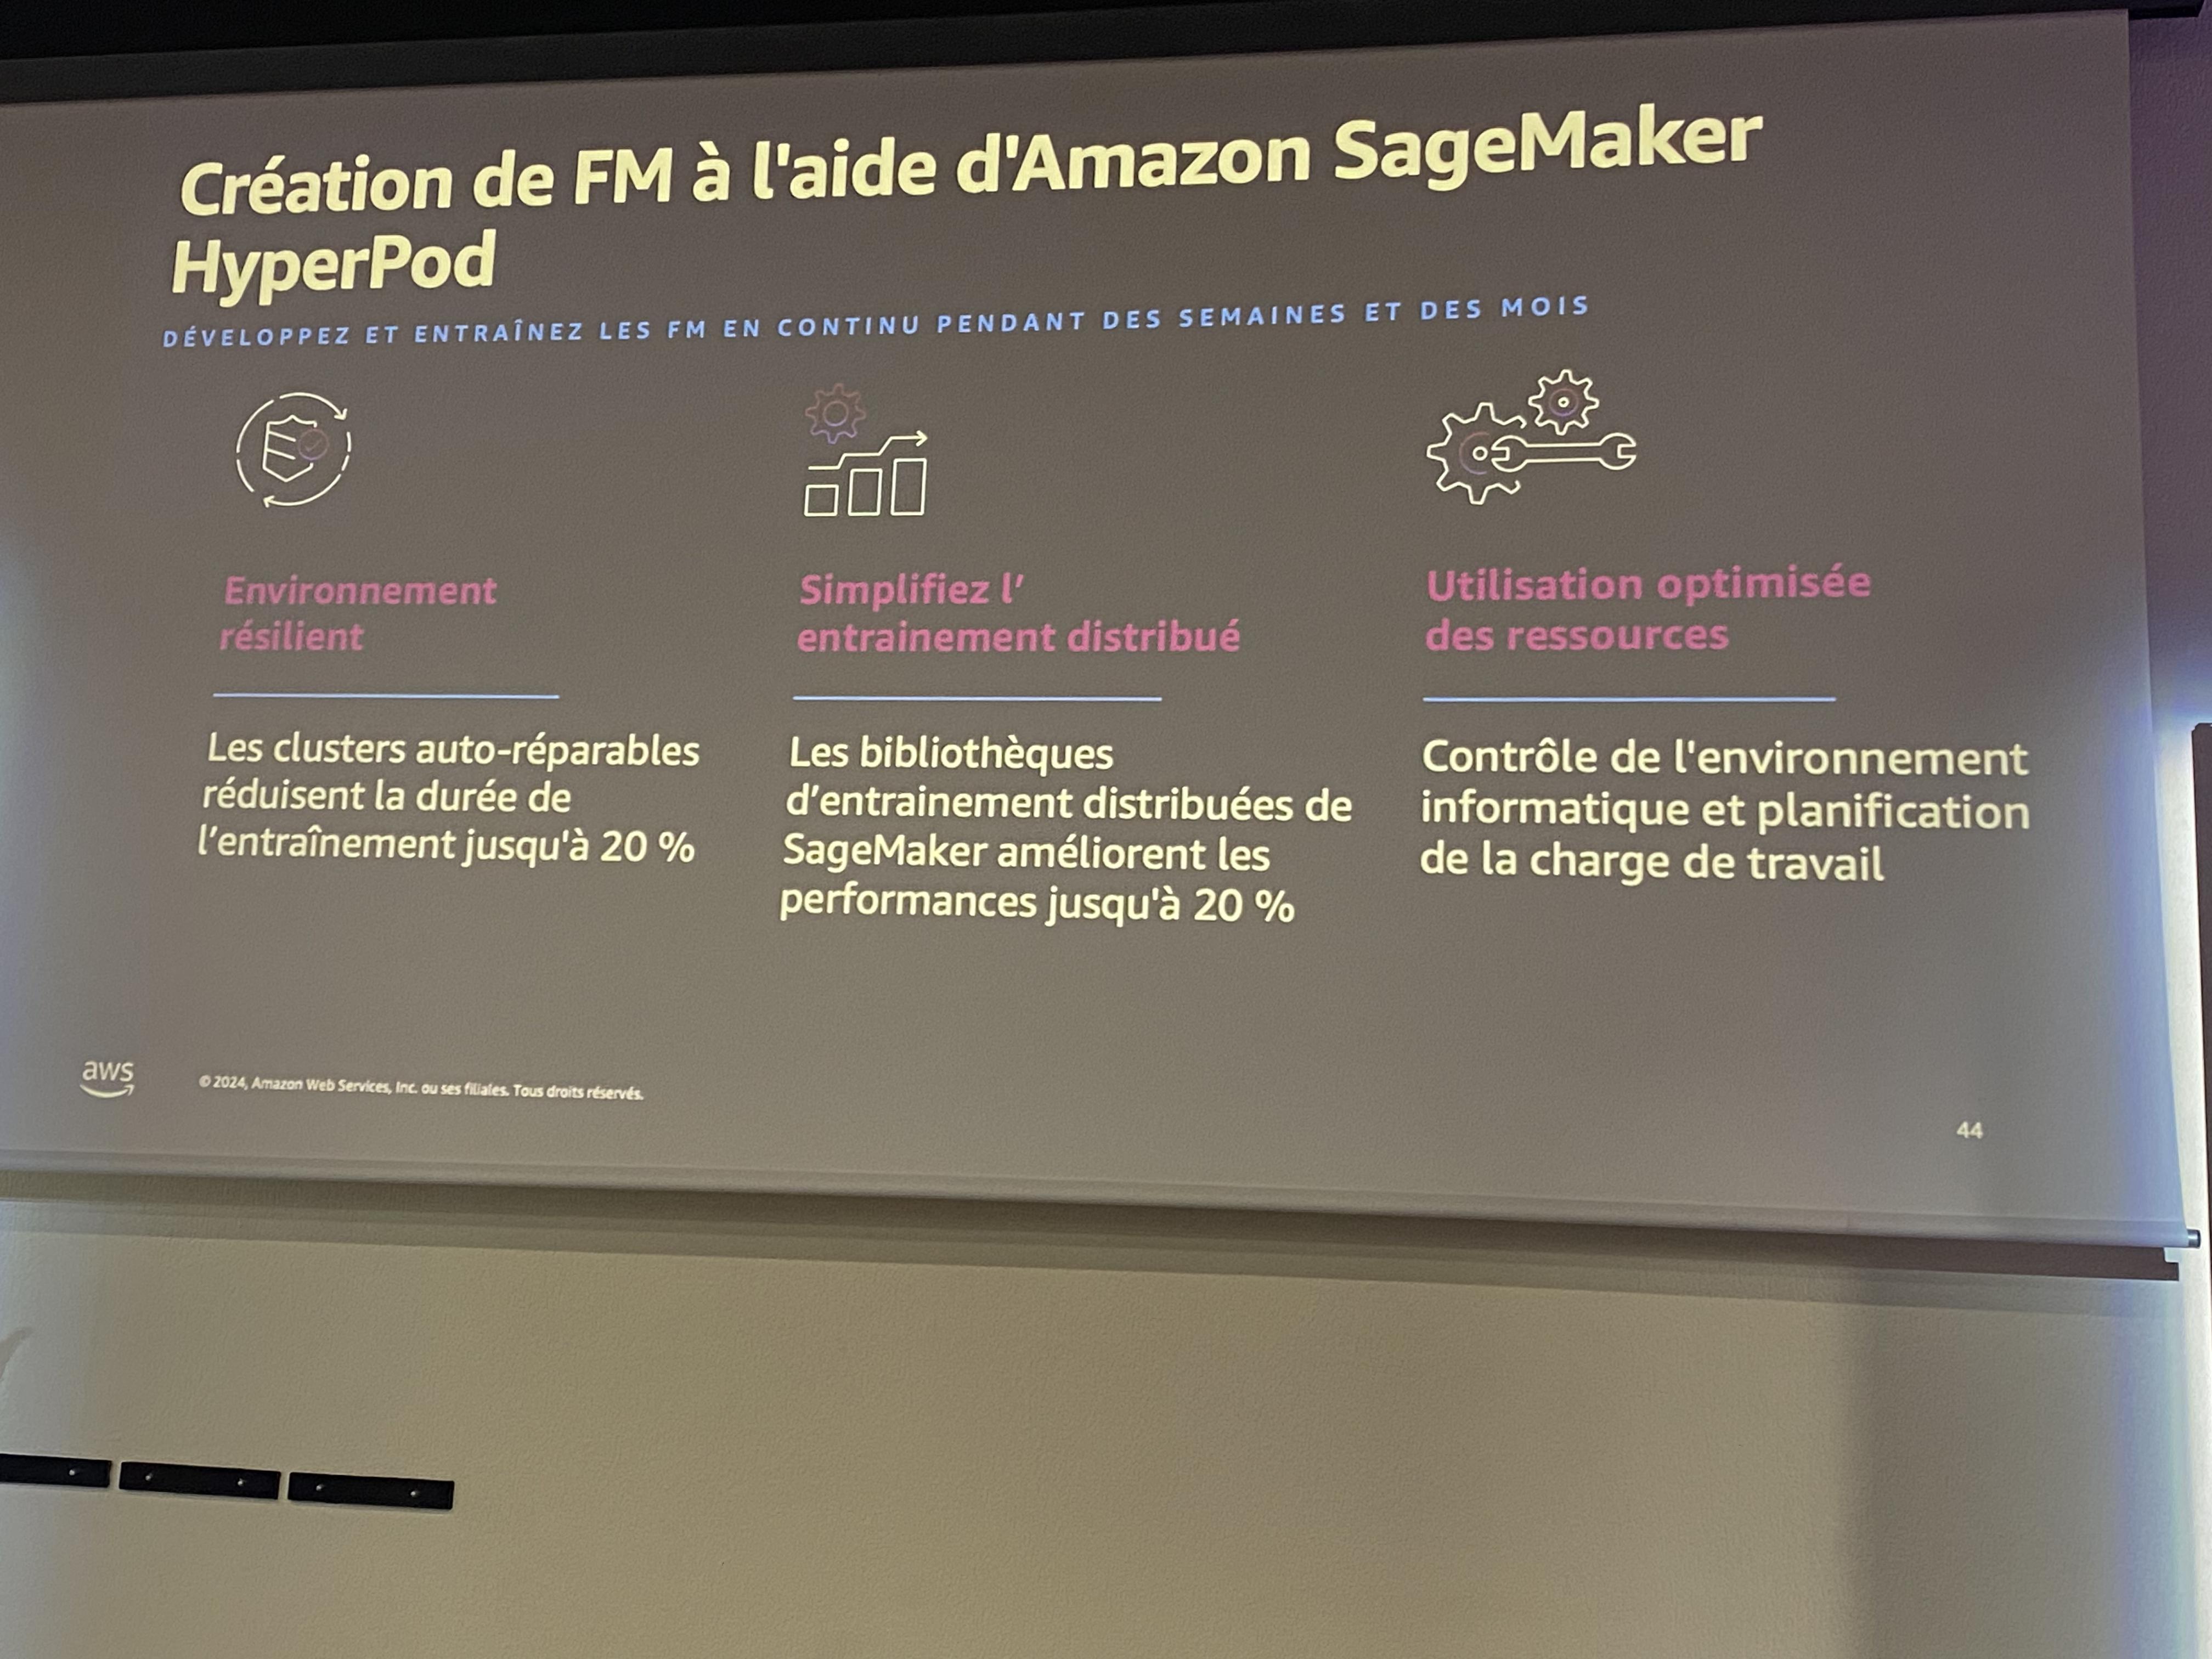 Création de FM à l'aide d'Amazon SageMaker
HyperPod
DÉVELOPPEZ ET ENTRAÎNEZ LES FM EN CONTINU PENDANT DES SEMAINES ET DES MOIS
Environnement
résilient
Les clusters auto-réparables
réduisent la durée de
l’entraînement jusqu'à 20 %
Simplifiez l’
entrainement distribué
Les bibliothèques
d’entrainement distribuées de
SageMaker améliorent les
performances jusqu'à 20 %
Utilisation optimisée
des ressources
Contrôle de l'environnement
informatique et planification
de la charge de travail
aws
© 2024, Amazon Web Services, Inc. ou ses filiales. Tous droits réservés.
44